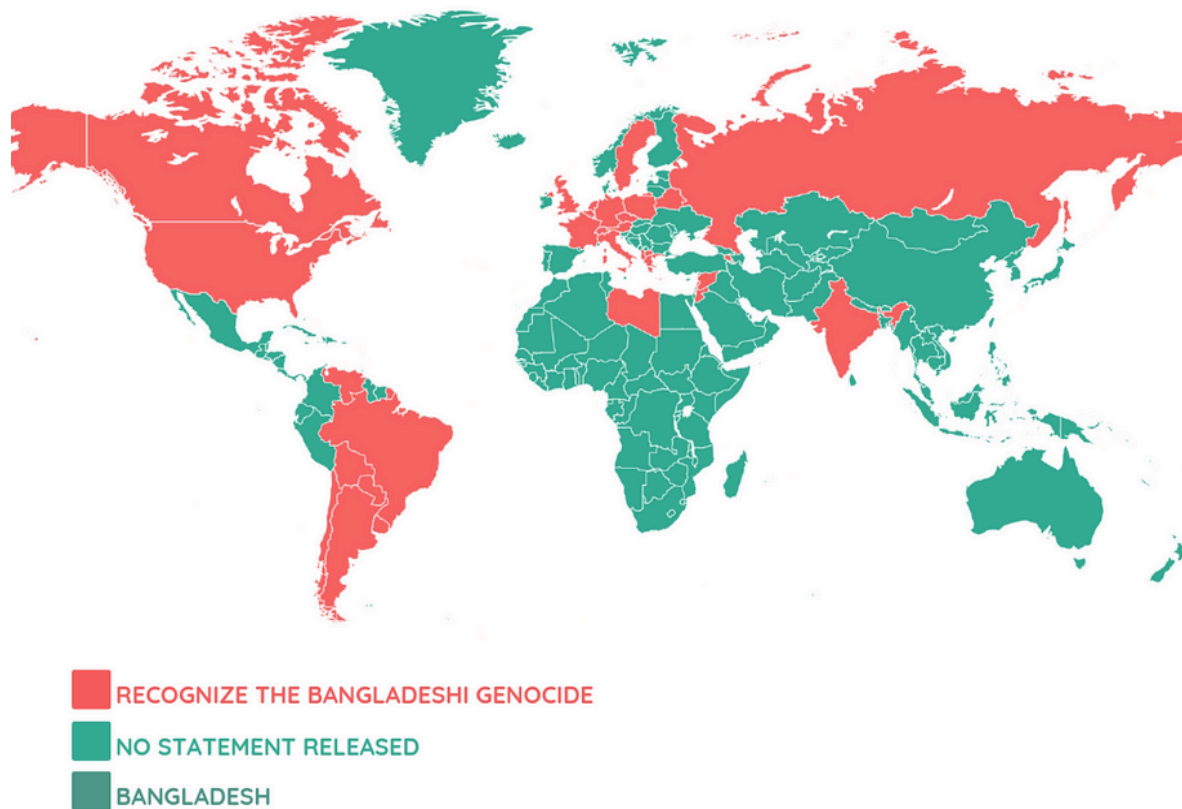 RECOGNIZE THE BANGLADESHI GENOCIDE
NO STATEMENT RELEASED
BANGLADESH